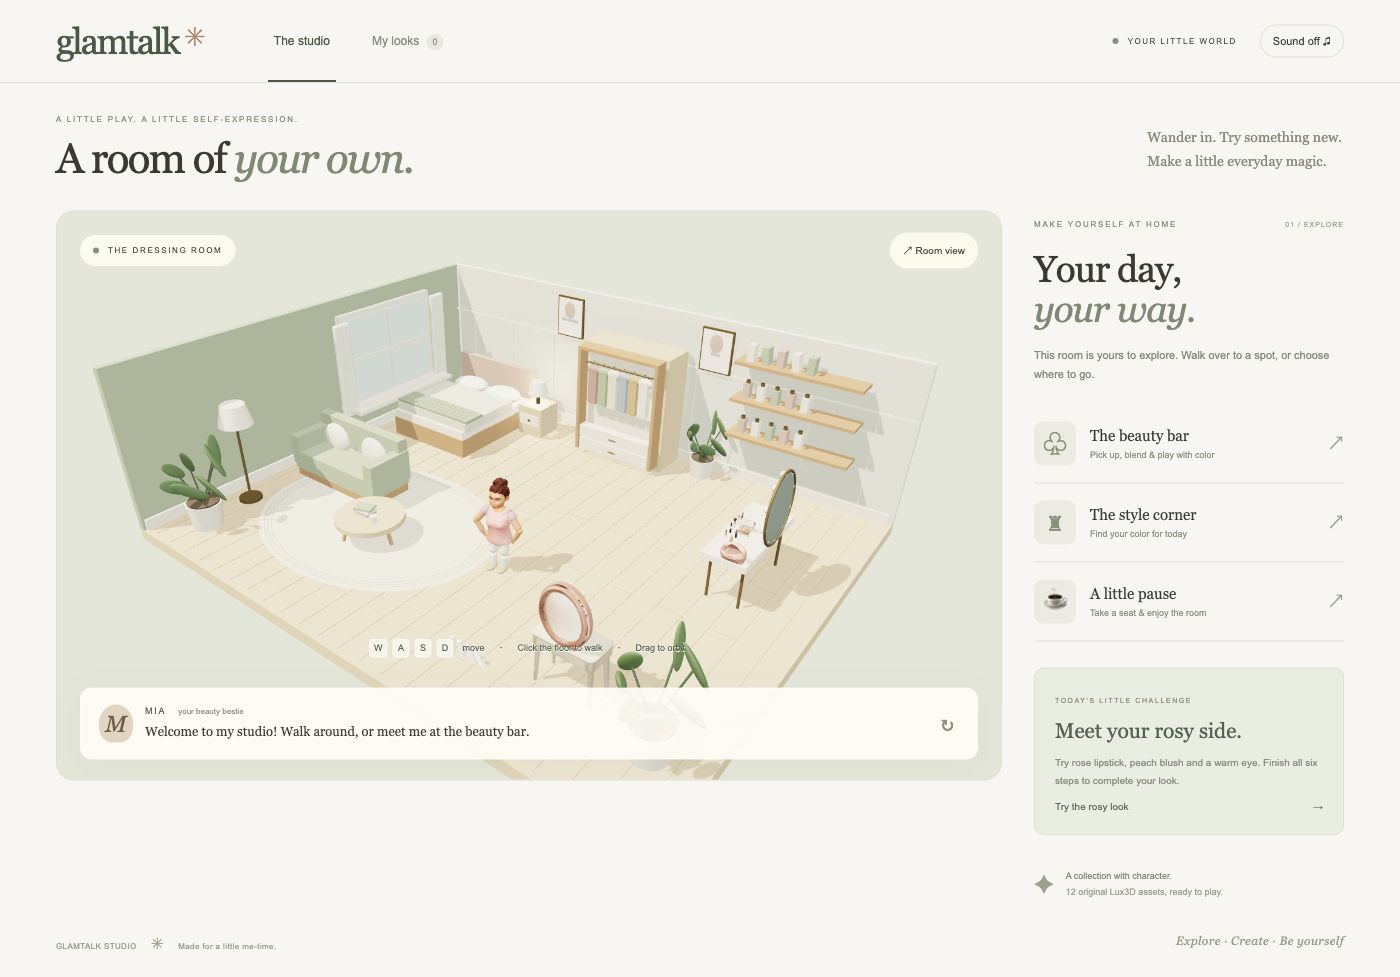 glamtalk
The studio
My looks 0
YOUR LITTLE WORLD
Sound off ♫
A LITTLE PLAY. A LITTLE SELF-EXPRESSION.
A room of your own.
Wander in. Try something new.
Make a little everyday magic.
THE DRESSING ROOM
↗ Room view
W A S D move · Click the floor to walk · Drag to orbit
M
MIA your beauty bestie
Welcome to my studio! Walk around, or meet me at the beauty bar.
MAKE YOURSELF AT HOME
01 / EXPLORE
Your day,
your way.
This room is yours to explore. Walk over to a spot, or choose
where to go.
The beauty bar
Pick up, blend & play with color
The style corner
Find your color for today
A little pause
Take a seat & enjoy the room
TODAY'S LITTLE CHALLENGE
Meet your rosy side.
Try rose lipstick, peach blush and a warm eye. Finish all six
steps to complete your look.
Try the rosy look →
A collection with character.
12 original Lux3D assets, ready to play.
GLAMTALK STUDIO
Made for a little me-time.
Explore · Create · Be yourself